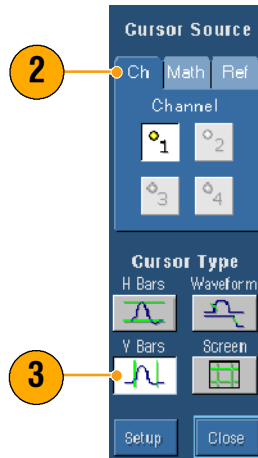 Cursor Source
2
Ch Math Ref
Channel
1 2
3 4
Cursor Type
H Bars Waveform
V Bars Screen
3
Setup Close